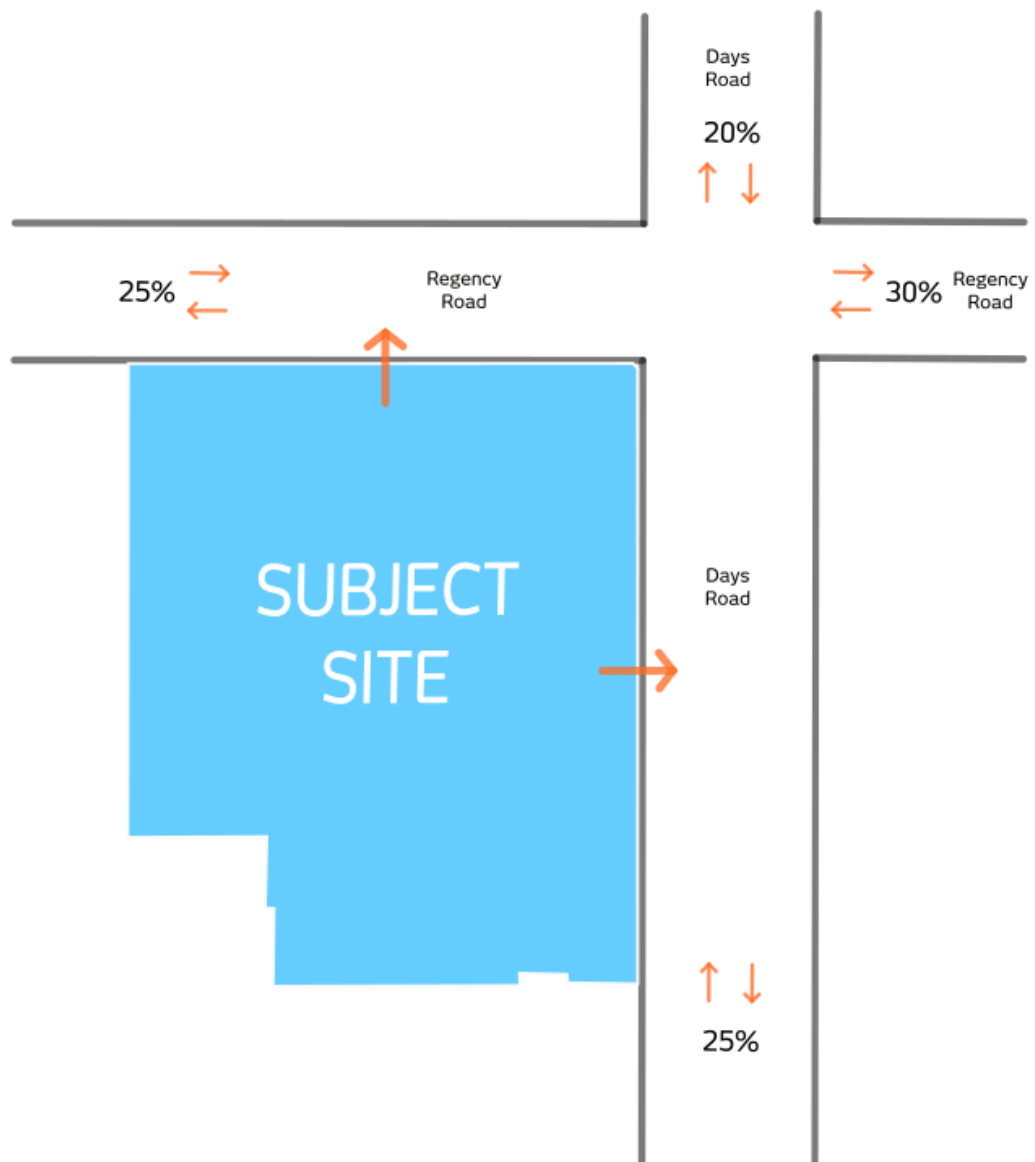 Days
Road
20%
25%
Regency
Road
30%
Regency
Road
SUBJECT
SITE
Days
Road
25%